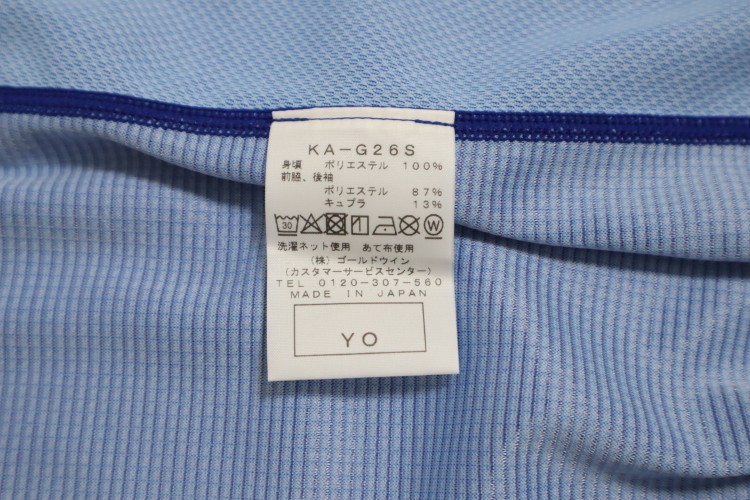 KA-G26S
身頃 ポリエステル 100%
前脇、後袖
ポリエステル 87%
キュプラ 13%
30 W
洗濯ネット使用 あて布使用
(株)ゴールドウイン
(カスタマーサービスセンター)
TEL 0120-307-560
MADE IN JAPAN
YO